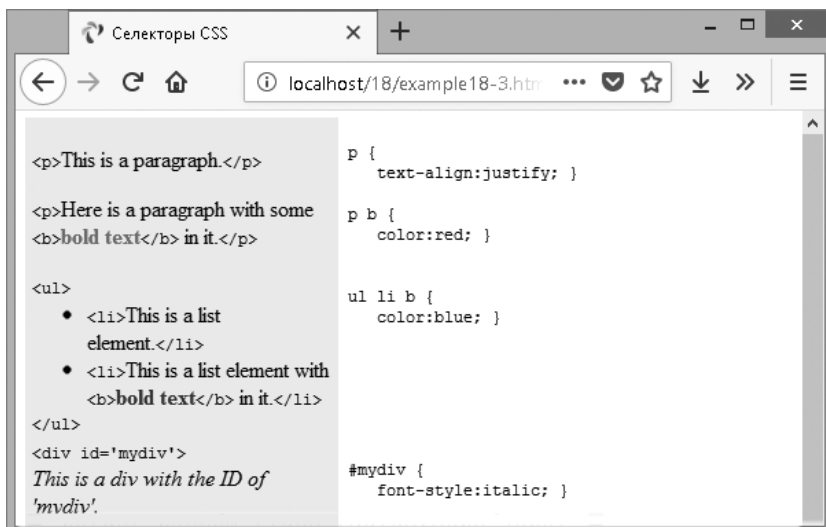 Селекторы CSS
localhost/18/example18-3.htm
<p>This is a paragraph.</p>
<p>Here is a paragraph with some
<b>bold text</b> in it.</p>
<ul>
• <li>This is a list
element.</li>
• <li>This is a list element with
<b>bold text</b> in it.</li>
</ul>
<div id='mydiv'>
This is a div with the ID of
'mydiv'.
p {
text-align:justify; }
p b {
color:red; }
ul li b {
color:blue; }
#mydiv {
font-style:italic; }